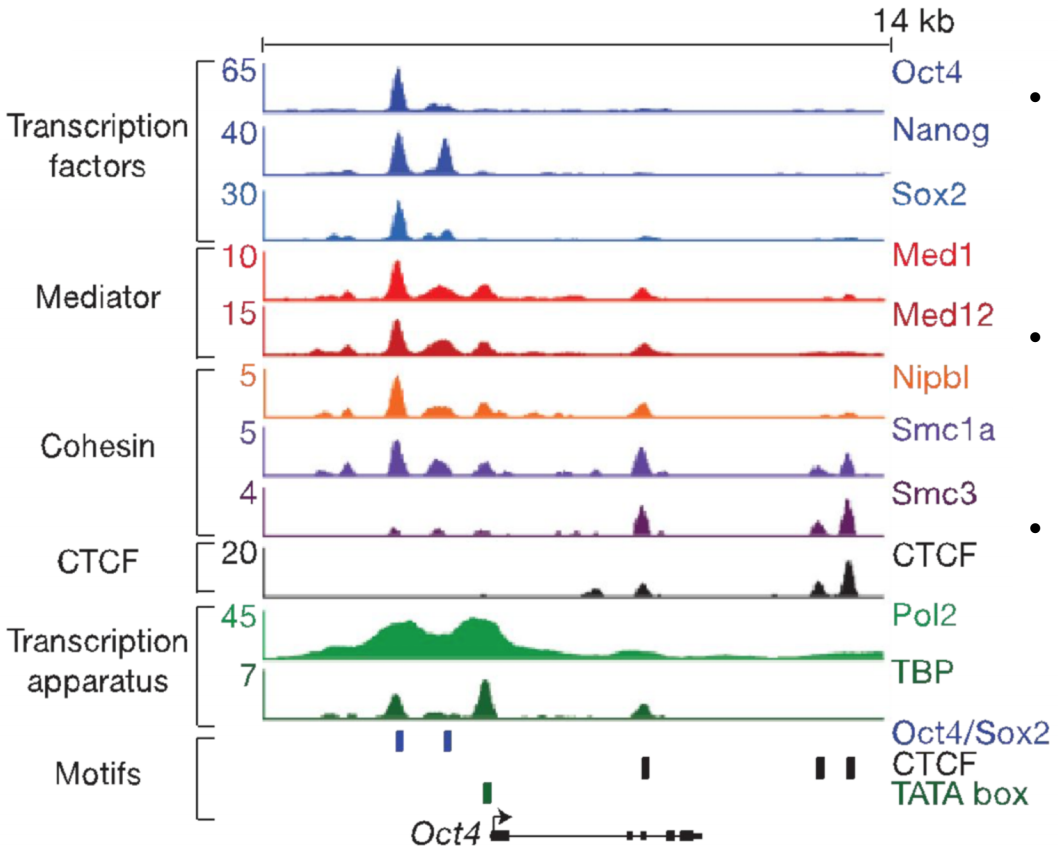 14 kb
65 Oct4
Transcription
factors
40 Nanog
30 Sox2
Mediator
10 Med1
15 Med12
Cohesin
5 Nipbl
5 Smc1a
4 Smc3
CTCF
20 CTCF
Transcription
apparatus
45 Pol2
7 TBP
Motifs
Oct4/Sox2
CTCF
TATA box
Oct4